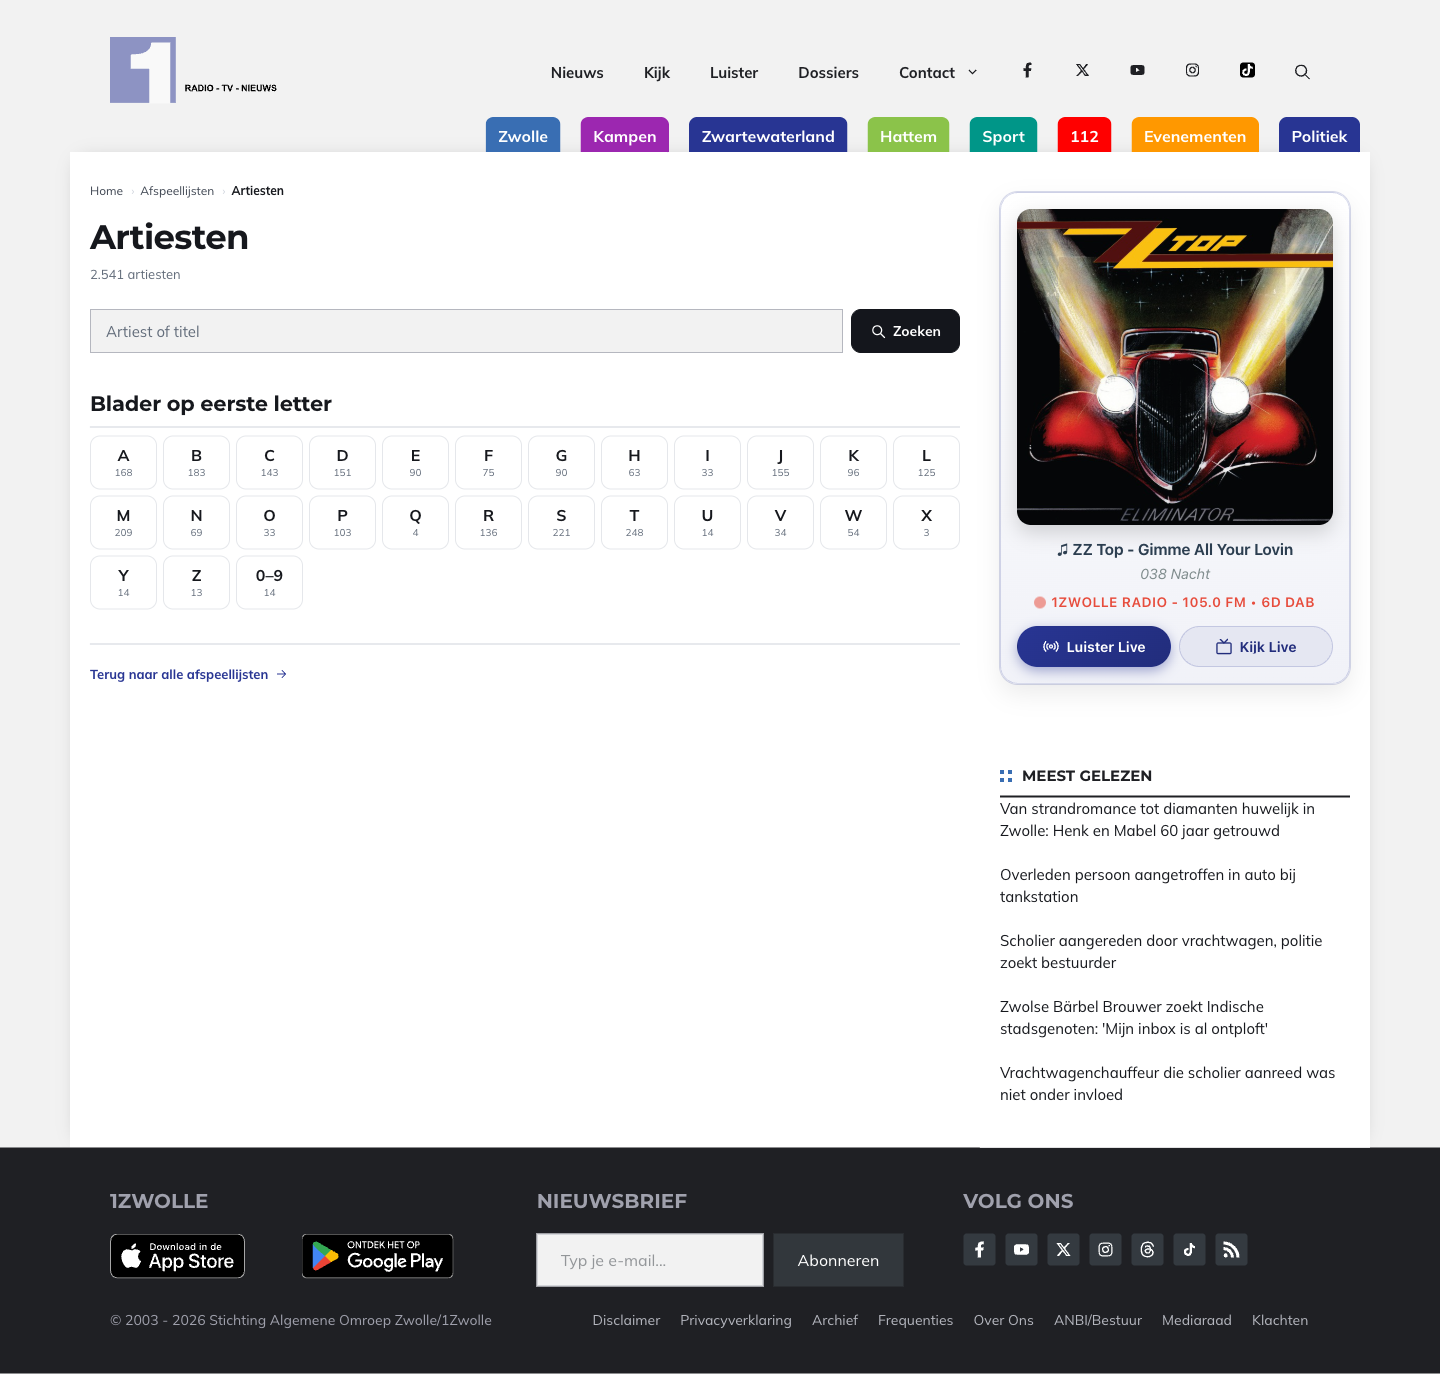 1
RADIO - TV - NIEUWS
Nieuws Kijk Luister Dossiers Contact
Zwolle Kampen Zwartewaterland Hattem Sport 112 Evenementen Politiek
Home › Afspeellijsten › Artiesten
Artiesten
2.541 artiesten
Artiest of titel
Zoeken
Blader op eerste letter
A B C D E F G H I J K L
168 183 143 151 90 75 90 63 33 155 96 125
M N O P Q R S T U V W X
209 69 33 103 4 136 221 248 14 34 54 3
Y Z 0–9
14 13 14
Terug naar alle afspeellijsten →
ZZ TOP
ELIMINATOR
♫ ZZ Top - Gimme All Your Lovin
038 Nacht
1ZWOLLE RADIO - 105.0 FM • 6D DAB
Luister Live
Kijk Live
MEEST GELEZEN
Van strandromance tot diamanten huwelijk in
Zwolle: Henk en Mabel 60 jaar getrouwd
Overleden persoon aangetroffen in auto bij
tankstation
Scholier aangereden door vrachtwagen, politie
zoekt bestuurder
Zwolse Bärbel Brouwer zoekt Indische
stadsgenoten: 'Mijn inbox is al ontploft'
Vrachtwagenchauffeur die scholier aanreed was
niet onder invloed
1ZWOLLE
Download in de
App Store
ONTDEK HET OP
Google Play
NIEUWSBRIEF
Typ je e-mail...
Abonneren
VOLG ONS
© 2003 - 2026 Stichting Algemene Omroep Zwolle/1Zwolle
Disclaimer Privacyverklaring Archief Frequenties Over Ons ANBI/Bestuur Mediaraad Klachten